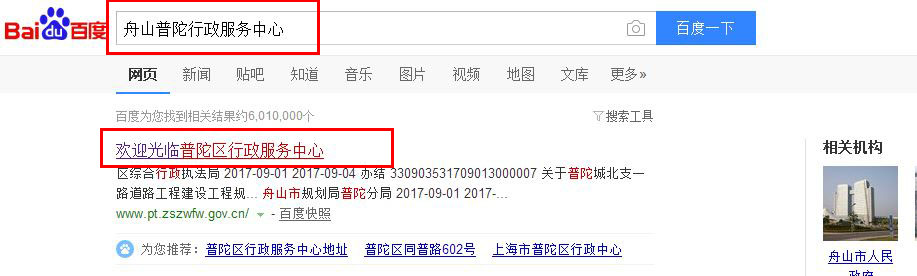 Bai du 百度 舟山普陀行政服务中心 百度一下
网页 新闻 贴吧 知道 音乐 图片 视频 地图 文库 更多»
百度为您找到相关结果约6,010,000个 搜索工具
欢迎光临普陀区行政服务中心
区综合行政执法局 2017-09-01 2017-09-04 办结 330903531709013000007 关于普陀城北支一
路道路工程建设工程规... 舟山市规划局普陀分局 2017-09-01 2017-...
www.pt.zszwfw.gov.cn/ - 百度快照
为您推荐： 普陀区行政服务中心地址 普陀区同普路602号 上海市普陀区行政中心
相关机构
舟山市人民
政府